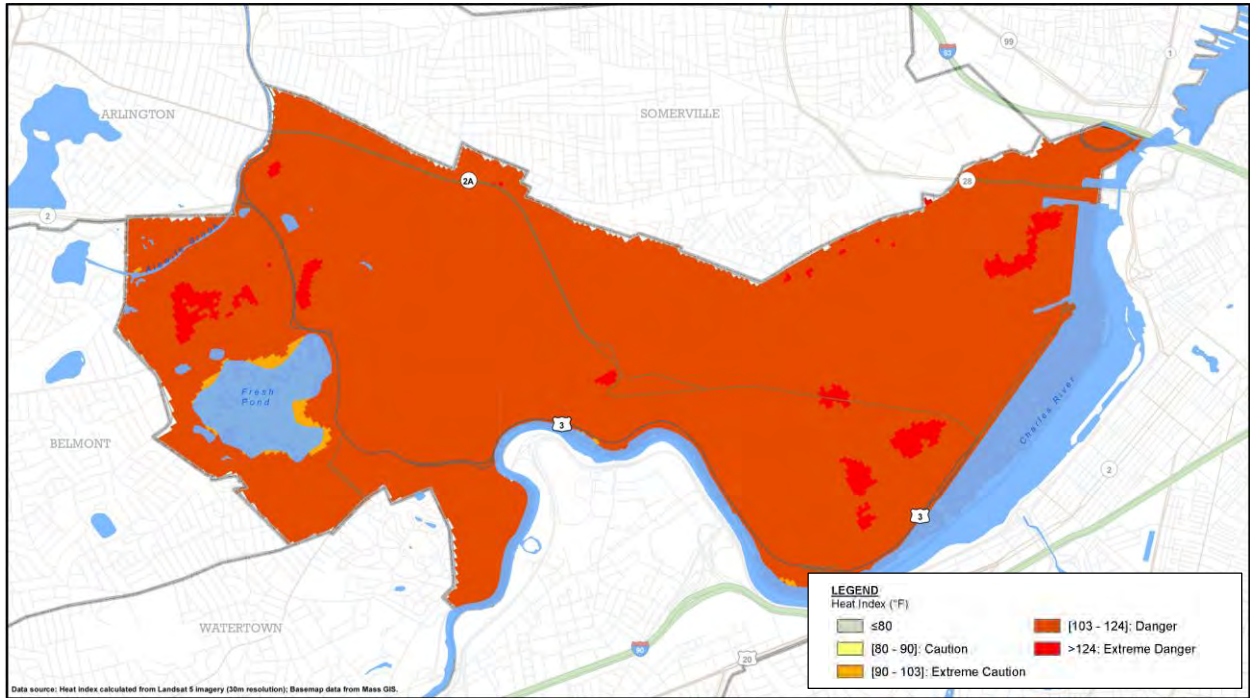 99
1
93
ARLINGTON
SOMERVILLE
2A
28
2
Fresh
Pond
Charles River
BELMONT
3
2
3
WATERTOWN
90
20
LEGEND
Heat Index (°F)
≤80
[80 - 90]: Caution
[90 - 103]: Extreme Caution
[103 - 124]: Danger
>124: Extreme Danger
Data source: Heat index calculated from Landsat 5 imagery (30m resolution); Basemap data from Mass GIS.